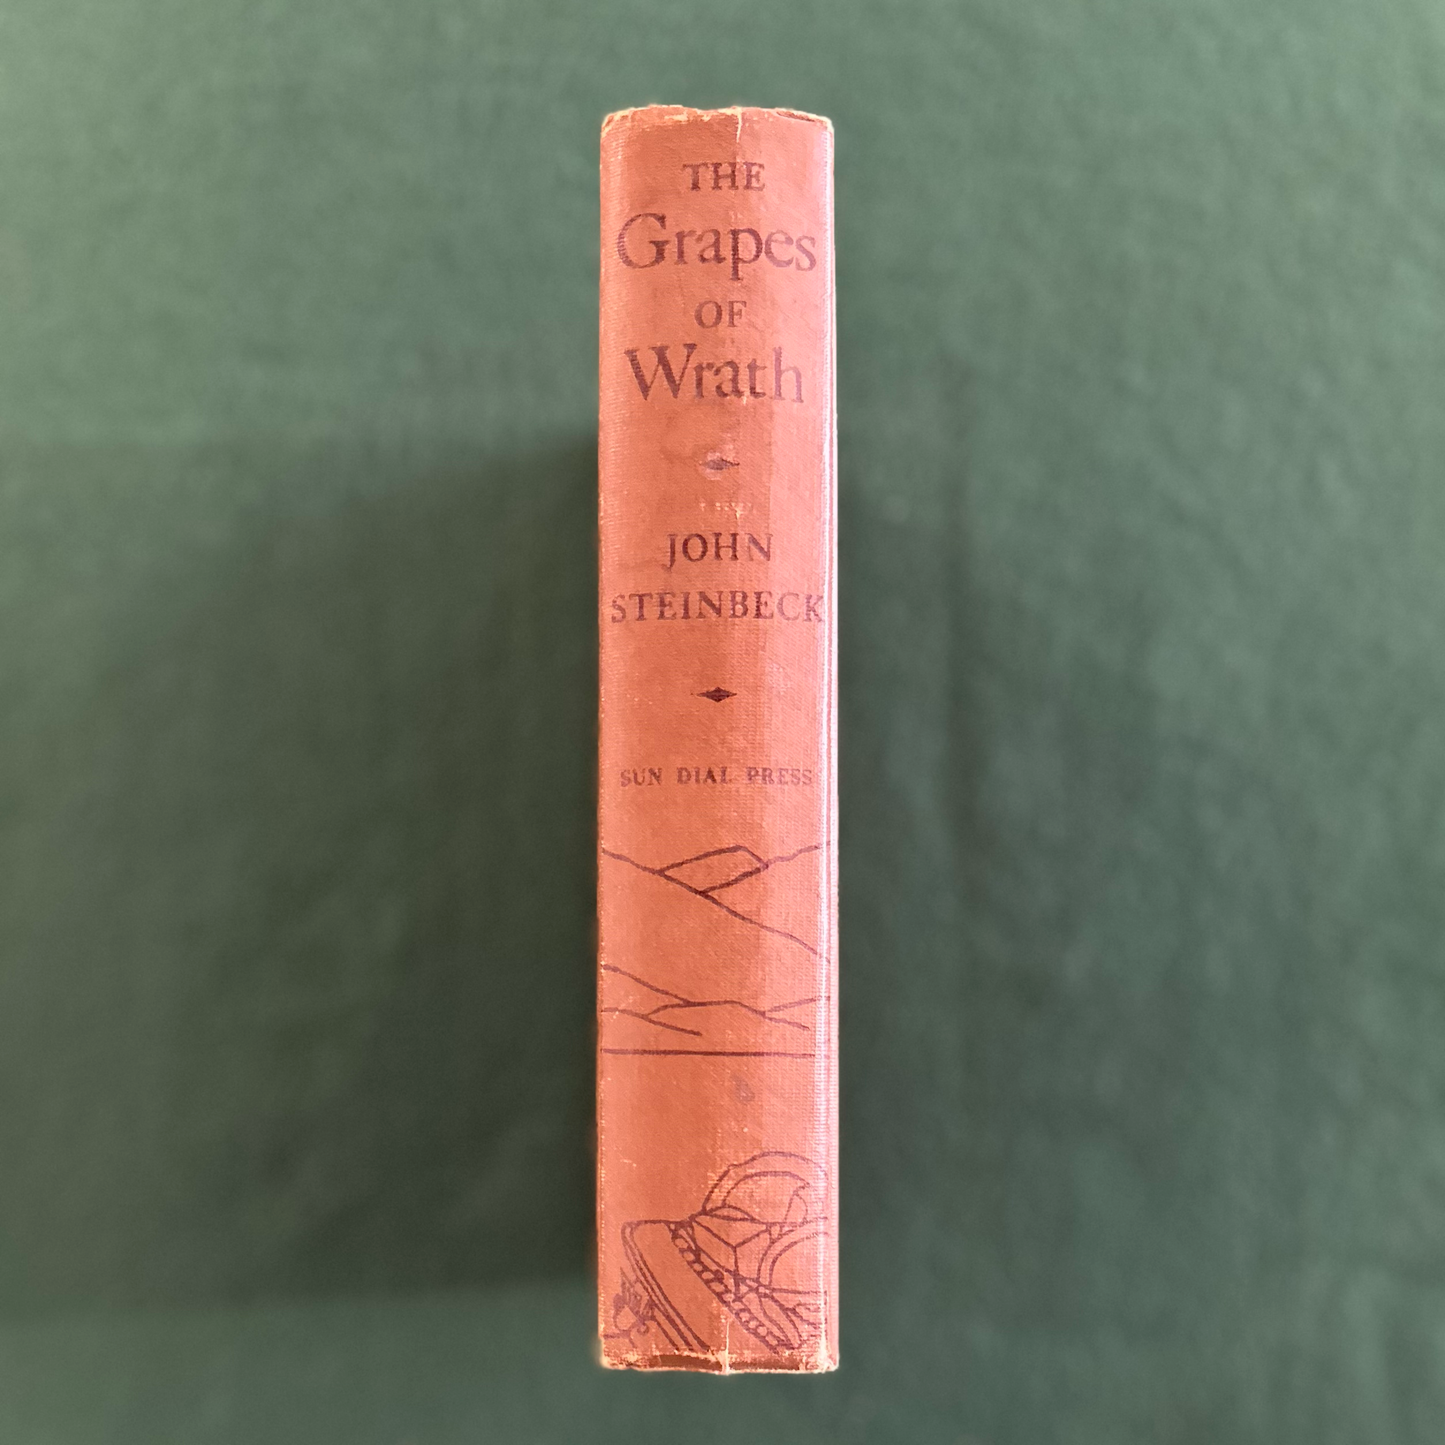 THE
Grapes
OF
Wrath
JOHN
STEINBECK
SUN DIAL PRESS